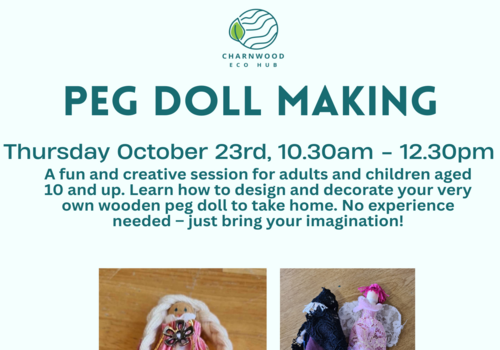 CHARNWOOD
ECO HUB
PEG DOLL MAKING
Thursday October 23rd, 10.30am - 12.30pm
A fun and creative session for adults and children aged
10 and up. Learn how to design and decorate your very
own wooden peg doll to take home. No experience
needed – just bring your imagination!